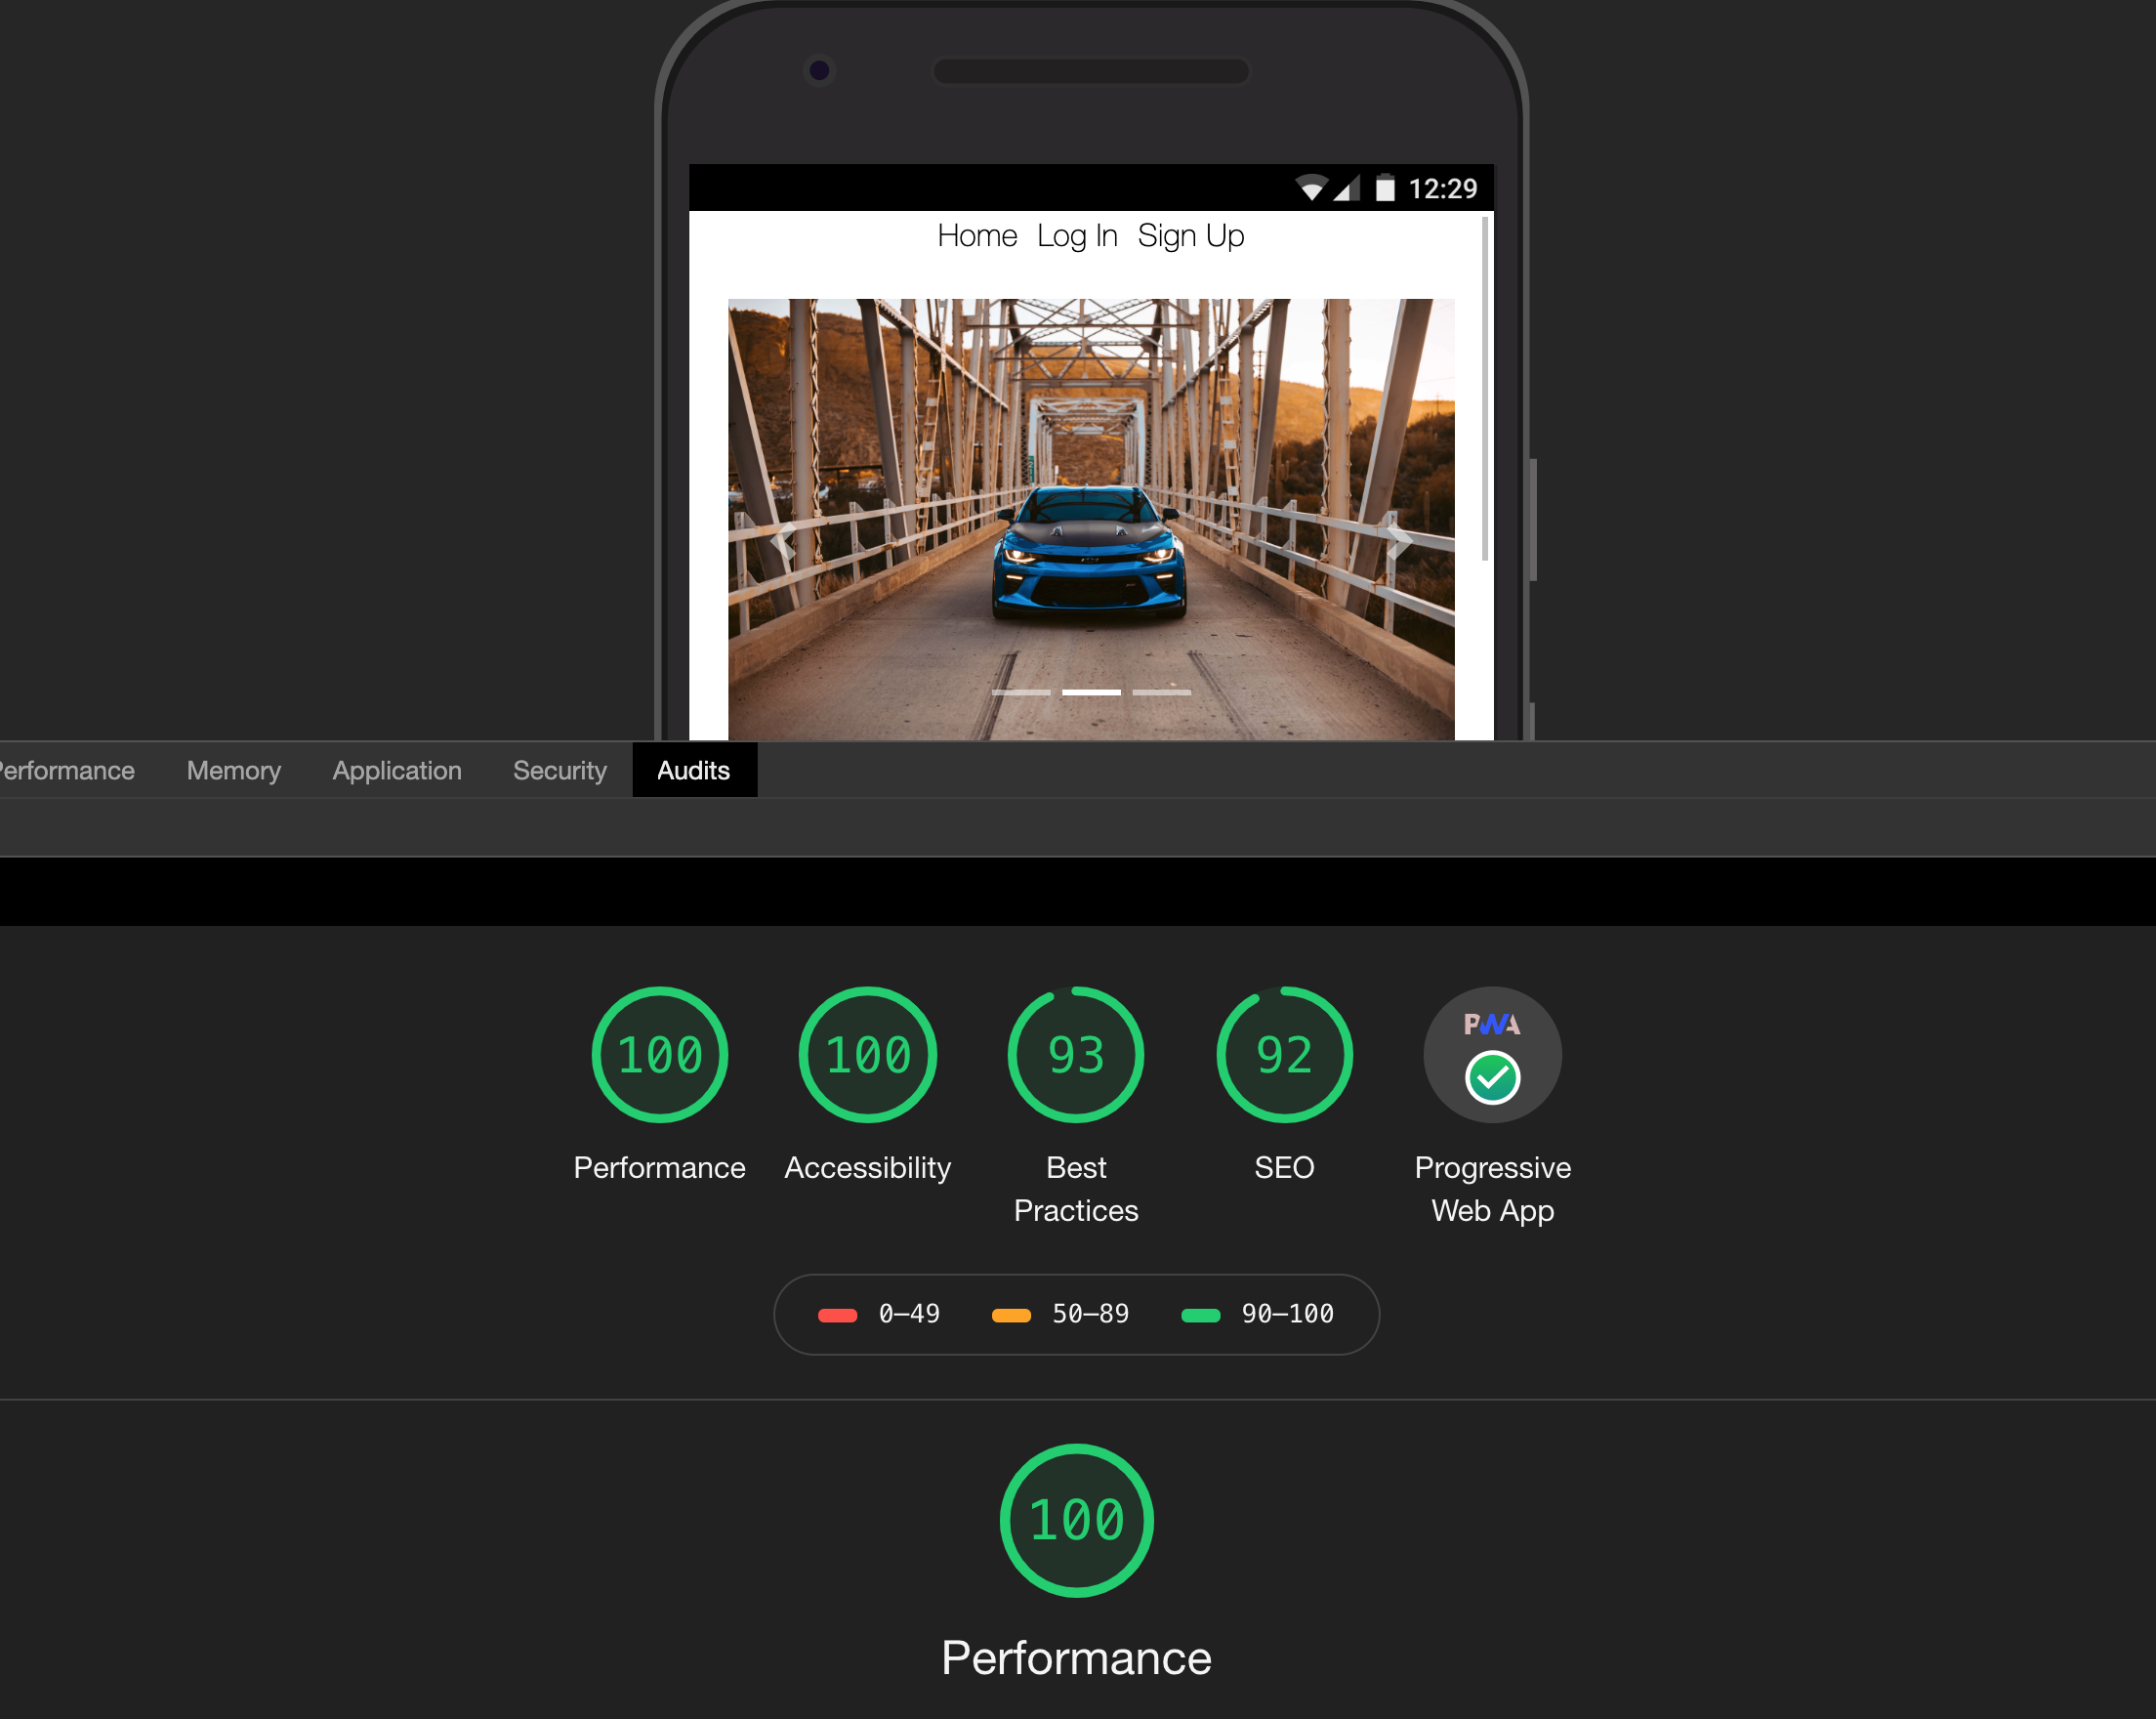 12:29
Home Log In Sign Up
erformance Memory Application Security Audits
100 100 93 92 PWA
Performance Accessibility Best Practices SEO Progressive Web App
0–49 50–89 90–100
100
Performance